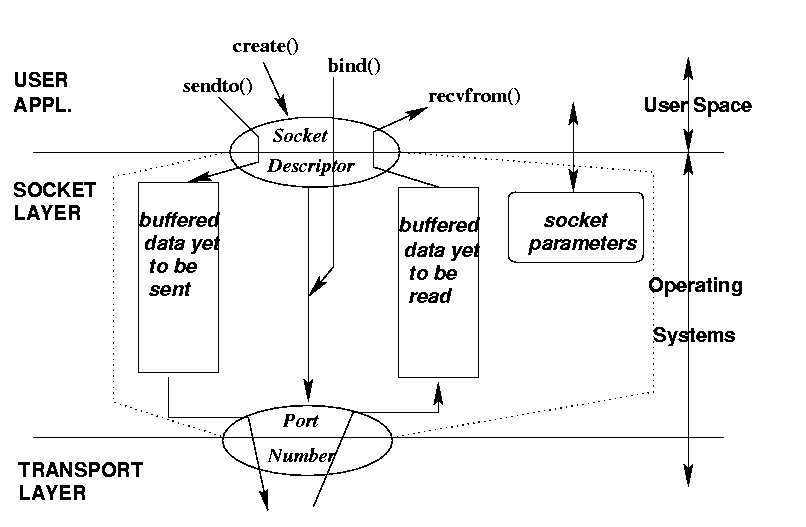 create()
bind()
sendto()
recvfrom()
USER
APPL.
User Space
Socket
Descriptor
SOCKET
LAYER
buffered
data yet
to be
sent
buffered
data yet
to be
read
socket
parameters
Operating
Systems
Port
Number
TRANSPORT
LAYER